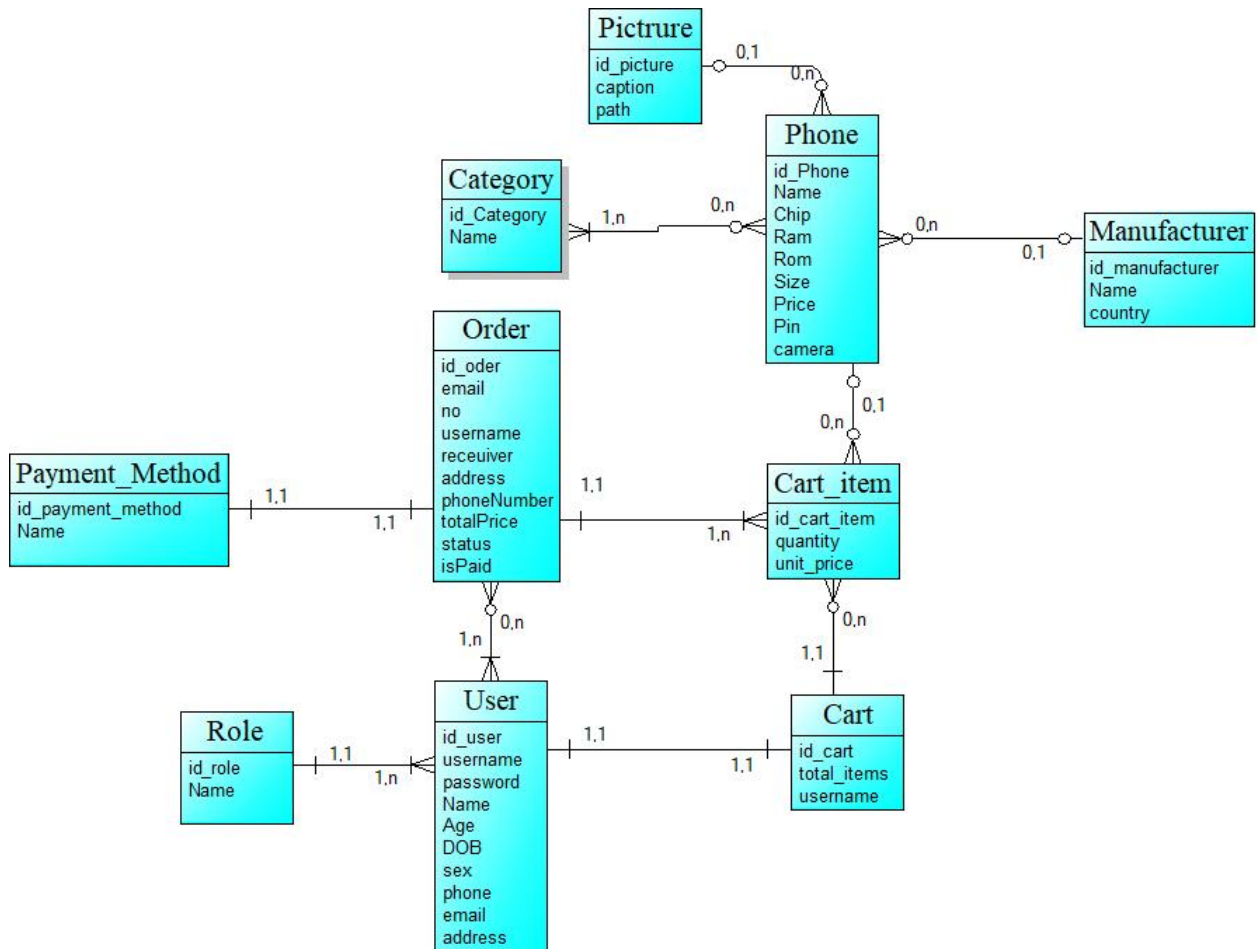 Pictrure
id_picture
caption
path
0,1
0,n
Phone
id_Phone
Name
Chip
Ram
Rom
Size
Price
Pin
camera
Category
id_Category
Name
1,n
0,n
0,n
0,1
Manufacturer
id_manufacturer
Name
country
0,1
0,n
Order
id_oder
email
no
username
receuiver
address
phoneNumber
totalPrice
status
isPaid
Payment_Method
id_payment_method
Name
1,1
1,1
1,1
1,n
Cart_item
id_cart_item
quantity
unit_price
0,n
1,n
0,n
1,1
Role
id_role
Name
1,1
1,n
User
id_user
username
password
Name
Age
DOB
sex
phone
email
address
1,1
1,1
Cart
id_cart
total_items
username